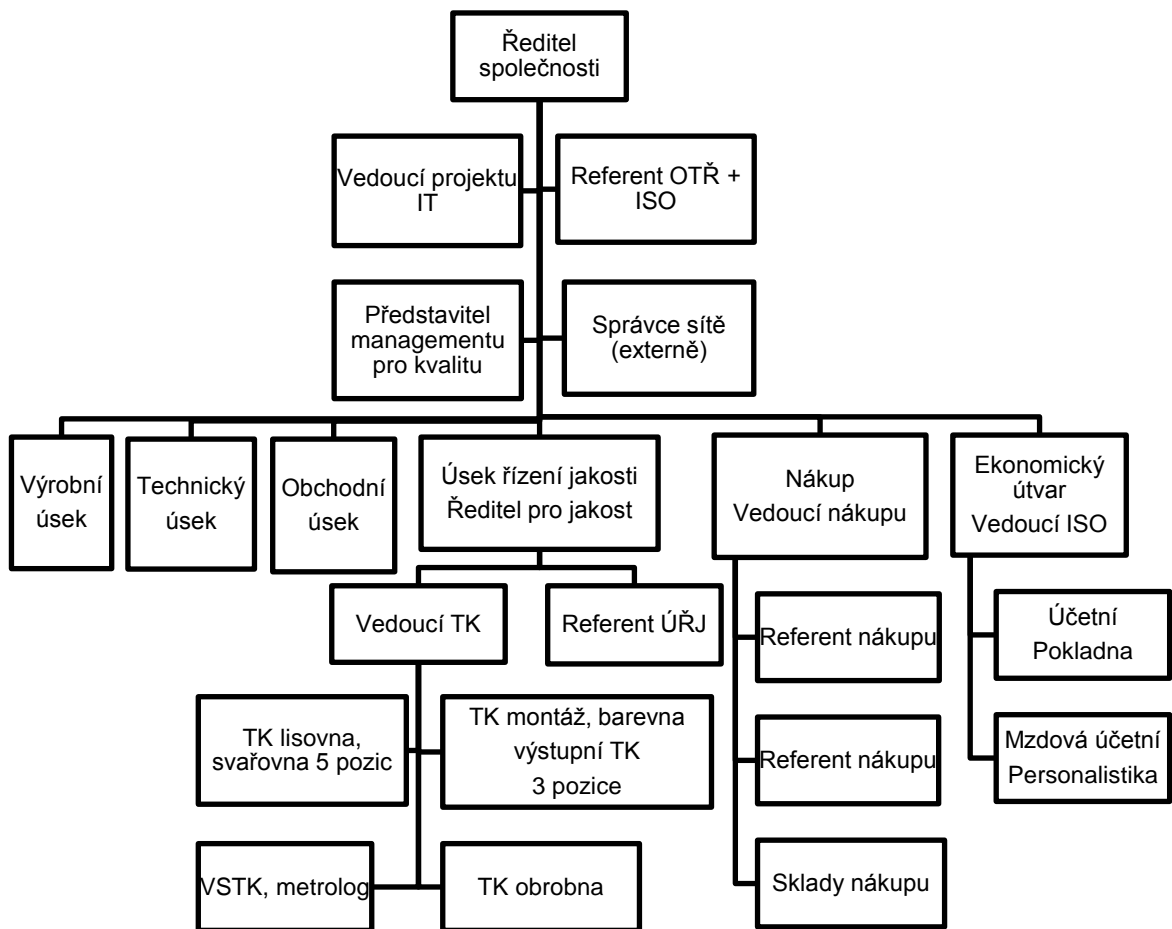 Ředitel
společnosti
Vedoucí projektu
IT
Referent OTŘ +
ISO
Představitel
managementu
pro kvalitu
Správce sítě
(externě)
Výrobní
úsek
Technický
úsek
Obchodní
úsek
Úsek řízení jakosti
Ředitel pro jakost
Nákup
Vedoucí nákupu
Ekonomický
útvar
Vedoucí ISO
Vedoucí TK
Referent ÚŘJ
Referent nákupu
Účetní
Pokladna
TK lisovna,
svařovna 5 pozic
TK montáž, barevna
výstupní TK
3 pozice
Referent nákupu
Mzdová účetní
Personalistika
VSTK, metrolog
TK obrobna
Sklady nákupu